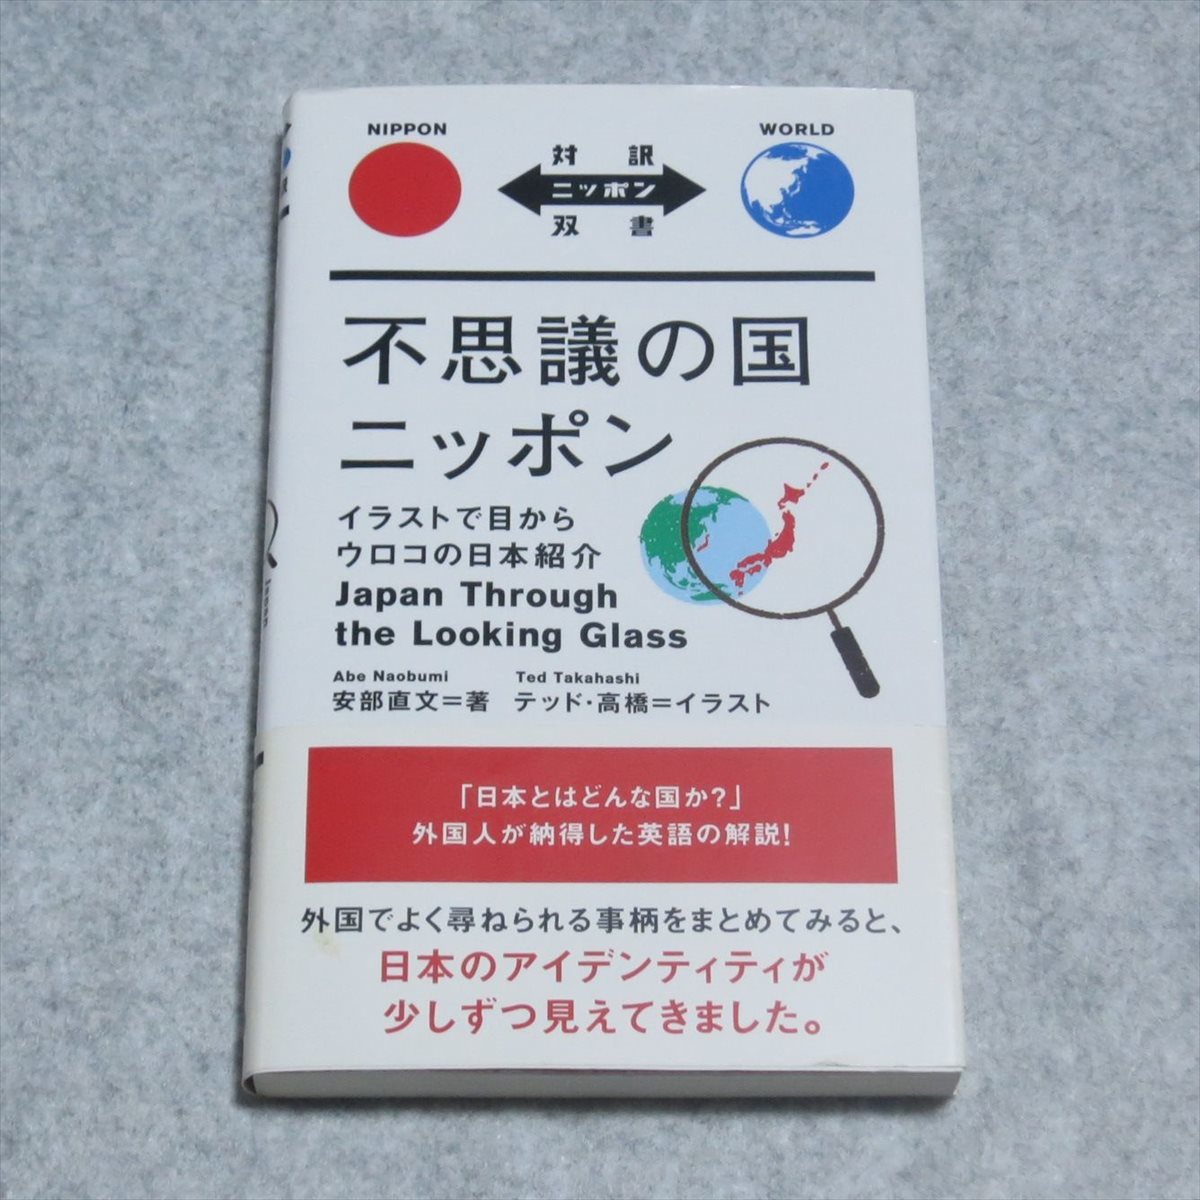 NIPPON
WORLD
対訳
ニッポン
双書
不思議の国
ニッポン
イラストで目から
ウロコの日本紹介
Japan Through
the Looking Glass
Abe Naobumi Ted Takahashi
安部直文=著 テッド・高橋=イラスト
「日本とはどんな国か?」
外国人が納得した英語の解説!
外国でよく尋ねられる事柄をまとめてみると、
日本のアイデンティティが
少しずつ見えてきました。